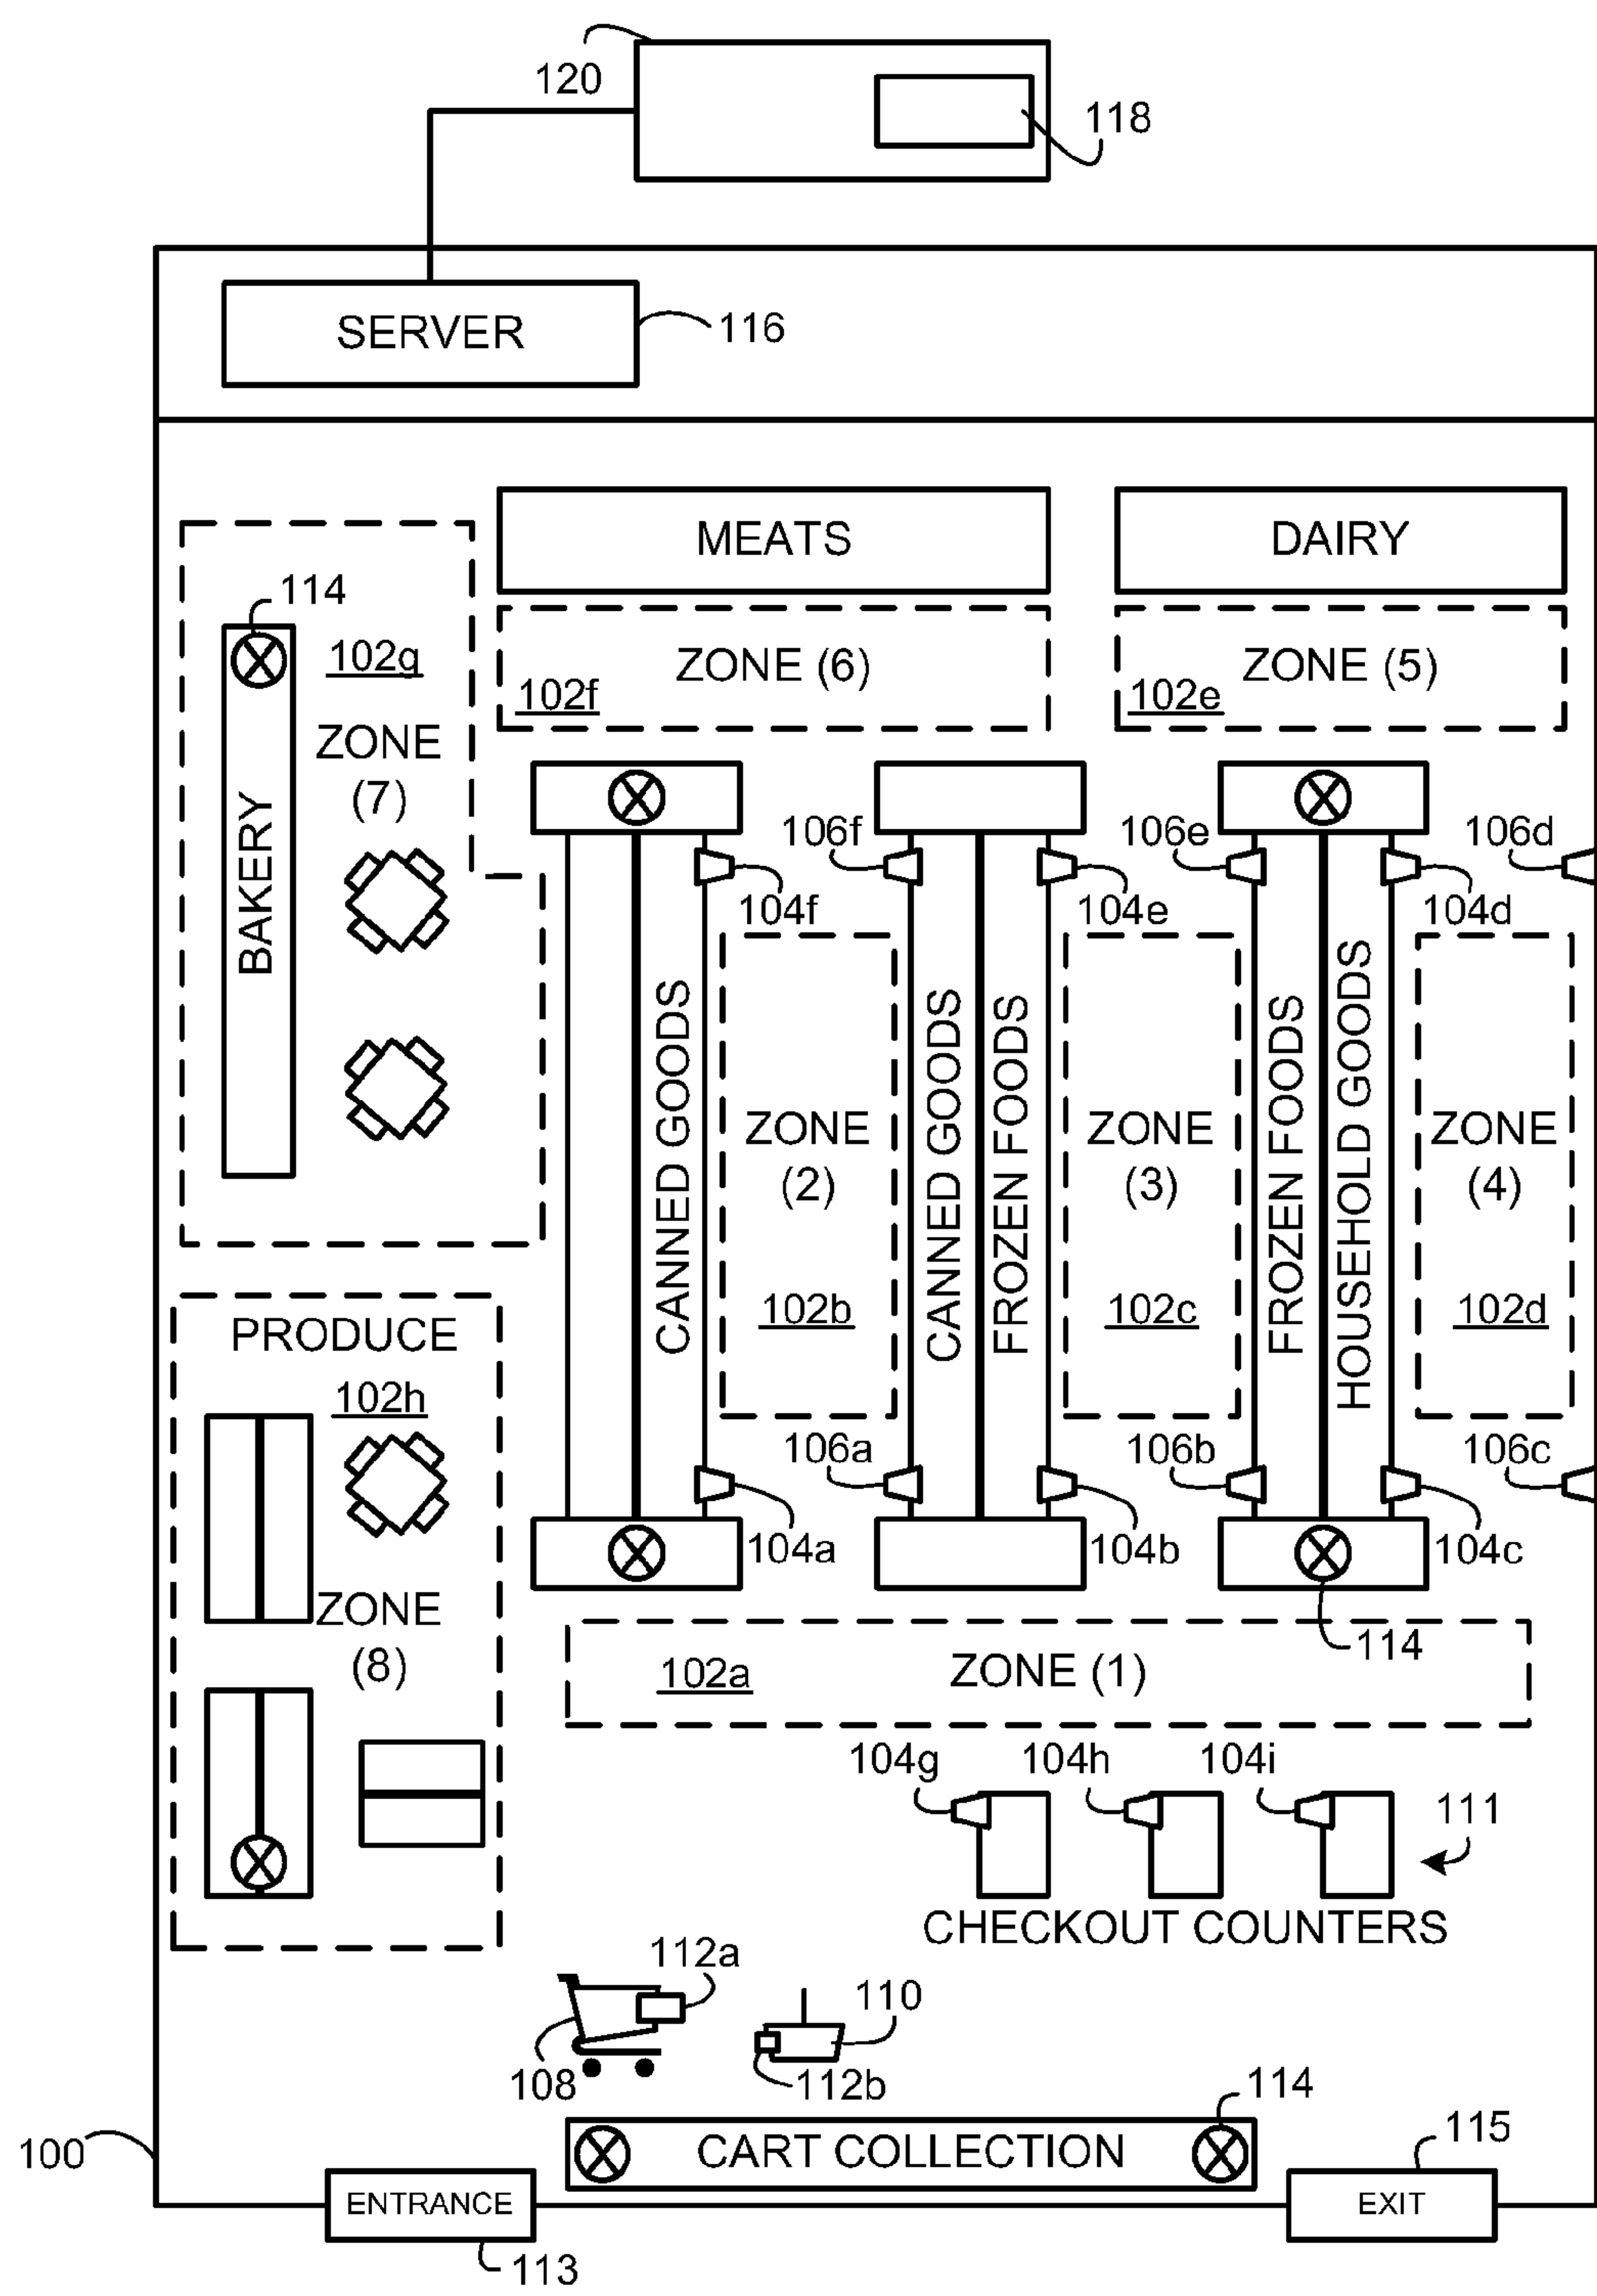 120
118
SERVER
116
MEATS
DAIRY
114
102g
ZONE (6)
102f
ZONE (5)
102e
ZONE
(7)
BAKERY
106f
106e
106d
104f
104e
104d
CANNED GOODS
CANNED GOODS
FROZEN FOODS
FROZEN FOODS
HOUSEHOLD GOODS
ZONE
(2)
ZONE
(3)
ZONE
(4)
102b
102c
102d
PRODUCE
102h
106a
106b
106c
104a
104b
104c
ZONE
(8)
114
102a
ZONE (1)
104g
104h
104i
111
CHECKOUT COUNTERS
112a
110
108
112b
114
100
CART COLLECTION
115
ENTRANCE
EXIT
113